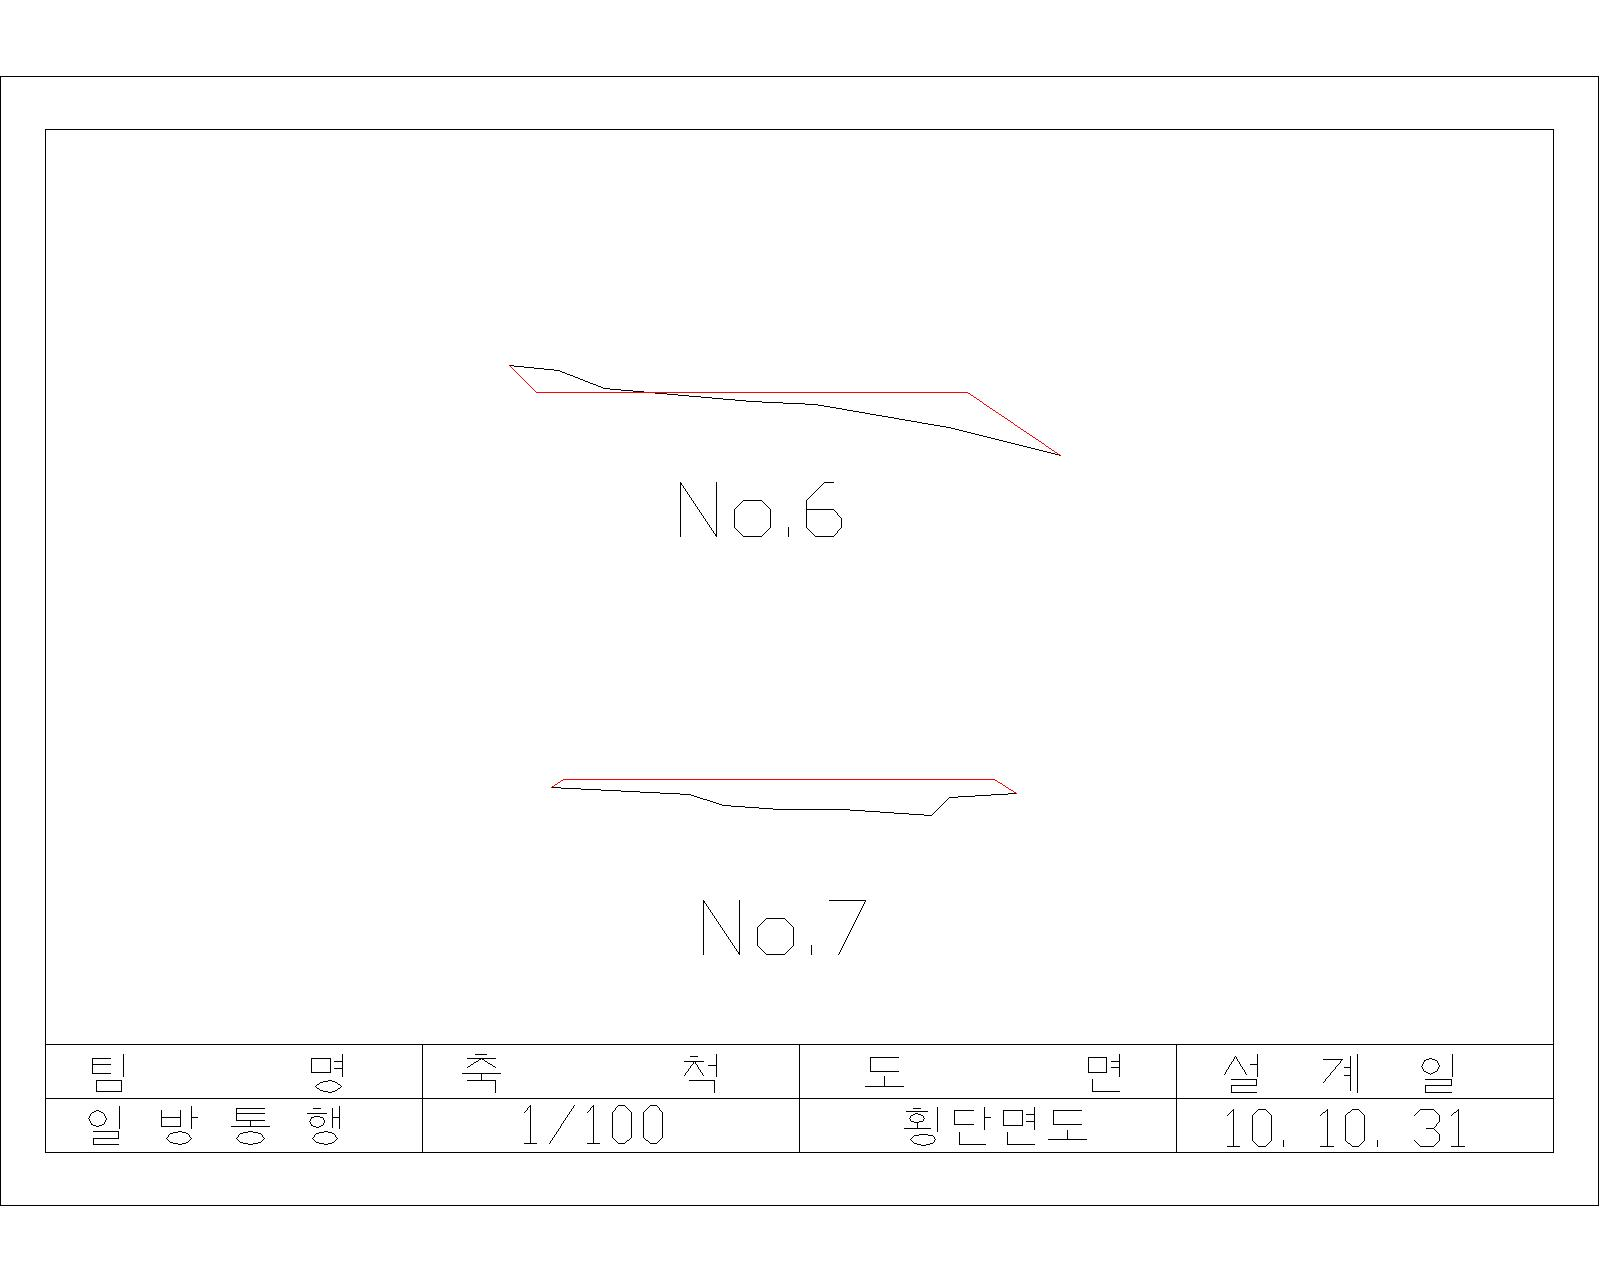 No.6
No.7
팀 명 축 척 도 면 설 계 일
일 방 통 행 1/100 횡단면도 10. 10. 31